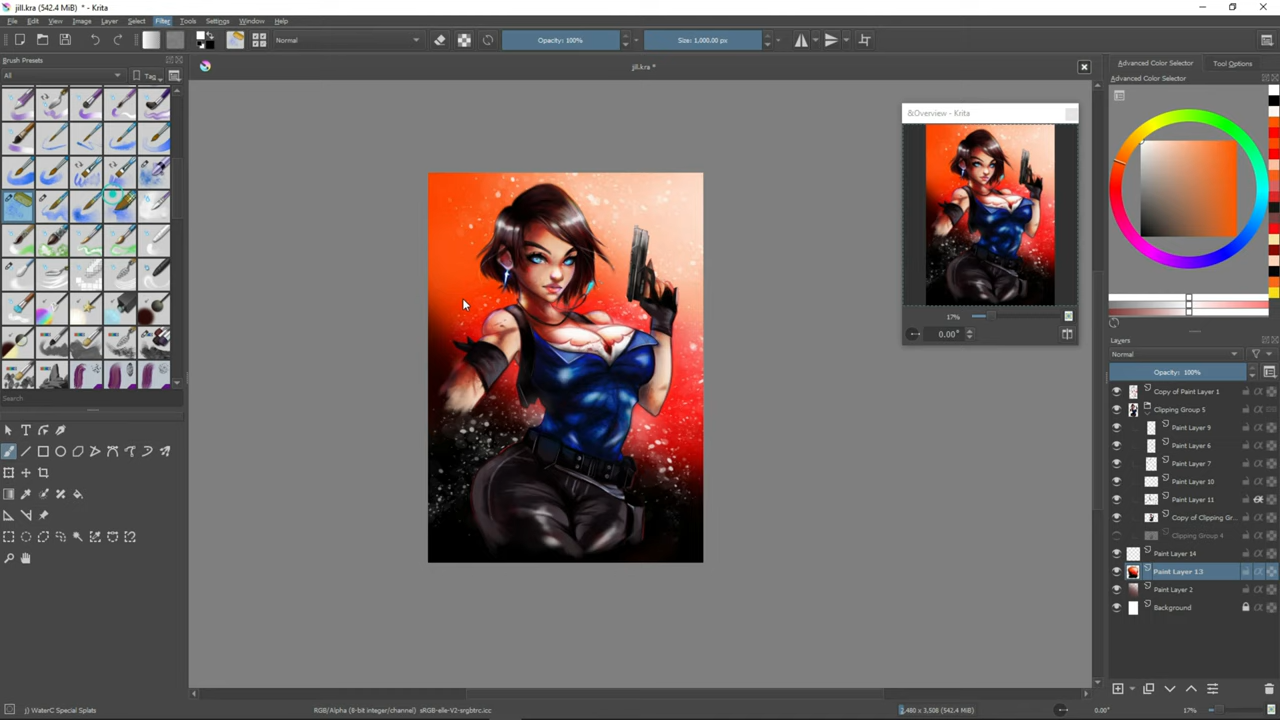 jill.kra (542.4 MiB) * - Krita
File Edit View Image Layer Select Filter Tools Settings Window Help
Normal
Opacity: 100%
Size: 1,000.00 px
Brush Presets
jill.kra *
Advanced Color Selector
Tool Options
All
Tag
Advanced Color Selector
&Overview - Krita
17%
0.00°
Layers
Normal
Opacity: 100%
Copy of Paint Layer 1
Clipping Group 5
Paint Layer 9
Paint Layer 6
Paint Layer 7
Paint Layer 10
Paint Layer 11
Copy of Clipping Gr...
Clipping Group 4
Paint Layer 14
Paint Layer 13
Paint Layer 2
Background
Search
j) WaterC Special Splats
RGB/Alpha (8-bit integer/channel) sRGB-elle-V2-srgbtrc.icc
2,480 x 3,508 (542.4 MiB)
0.00°
17%